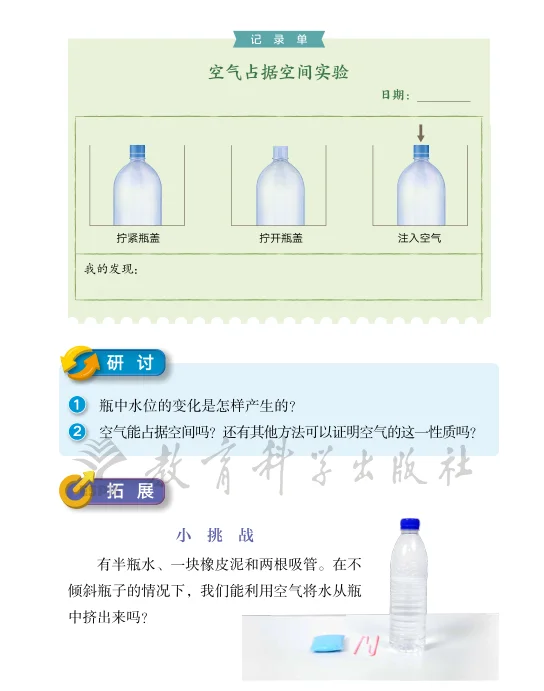 记录单
空气占据空间实验
日期：
拧紧瓶盖
拧开瓶盖
注入空气
我的发现：
研讨
1 瓶中水位的变化是怎样产生的？
2 空气能占据空间吗？还有其他方法可以证明空气的这一性质吗？
教育科学出版社
拓展
小挑战
有半瓶水、一块橡皮泥和两根吸管。在不
倾斜瓶子的情况下，我们能利用空气将水从瓶
中挤出来吗？